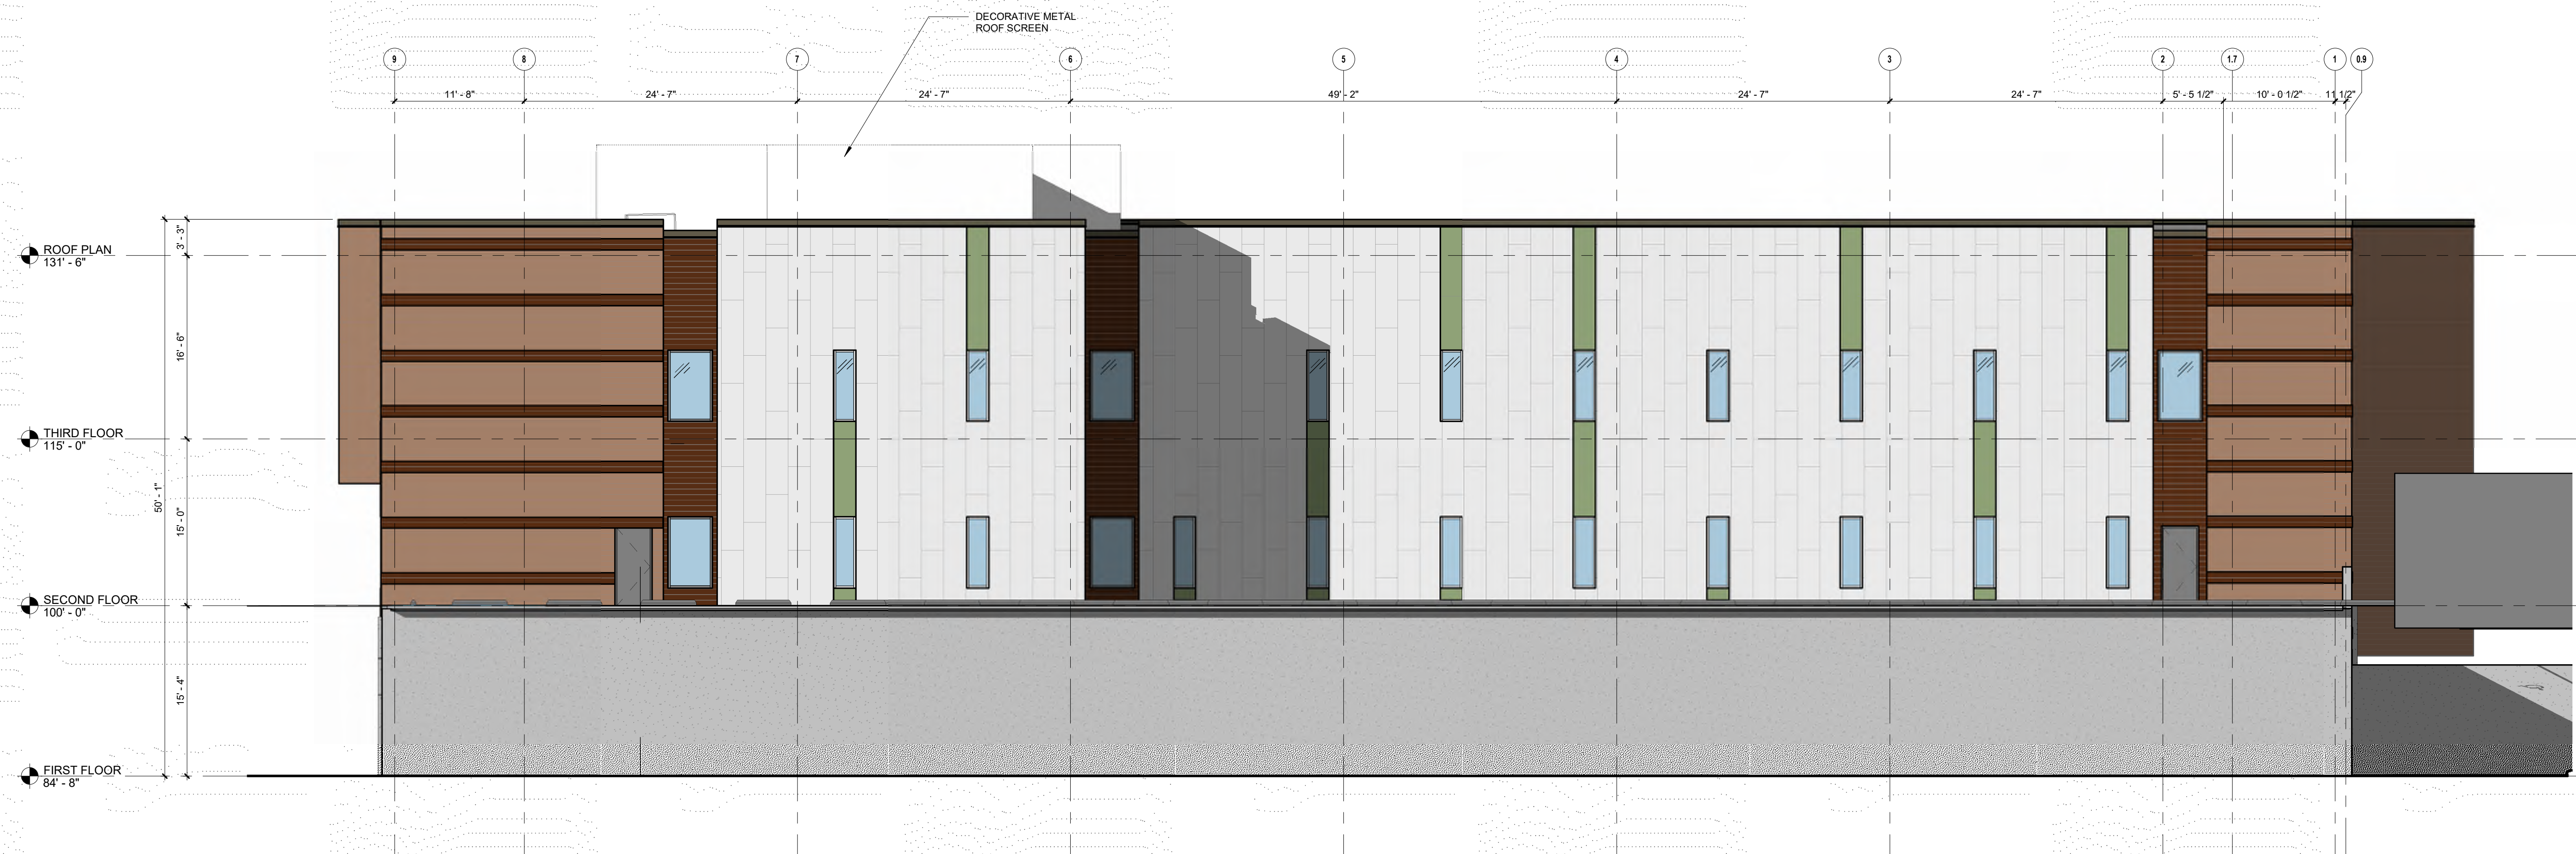 DECORATIVE METAL
ROOF SCREEN
9 8 7 6 5 4 3 2 1.7 1 0.9
11' - 8" 24' - 7" 24' - 7" 49' - 2" 24' - 7" 24' - 7" 5' - 5 1/2" 10' - 0 1/2" 11 1/2"
3' - 3"
ROOF PLAN
131' - 6"
16' - 6"
THIRD FLOOR
115' - 0"
50' - 1"
15' - 0"
SECOND FLOOR
100' - 0"
15' - 4"
FIRST FLOOR
84' - 8"